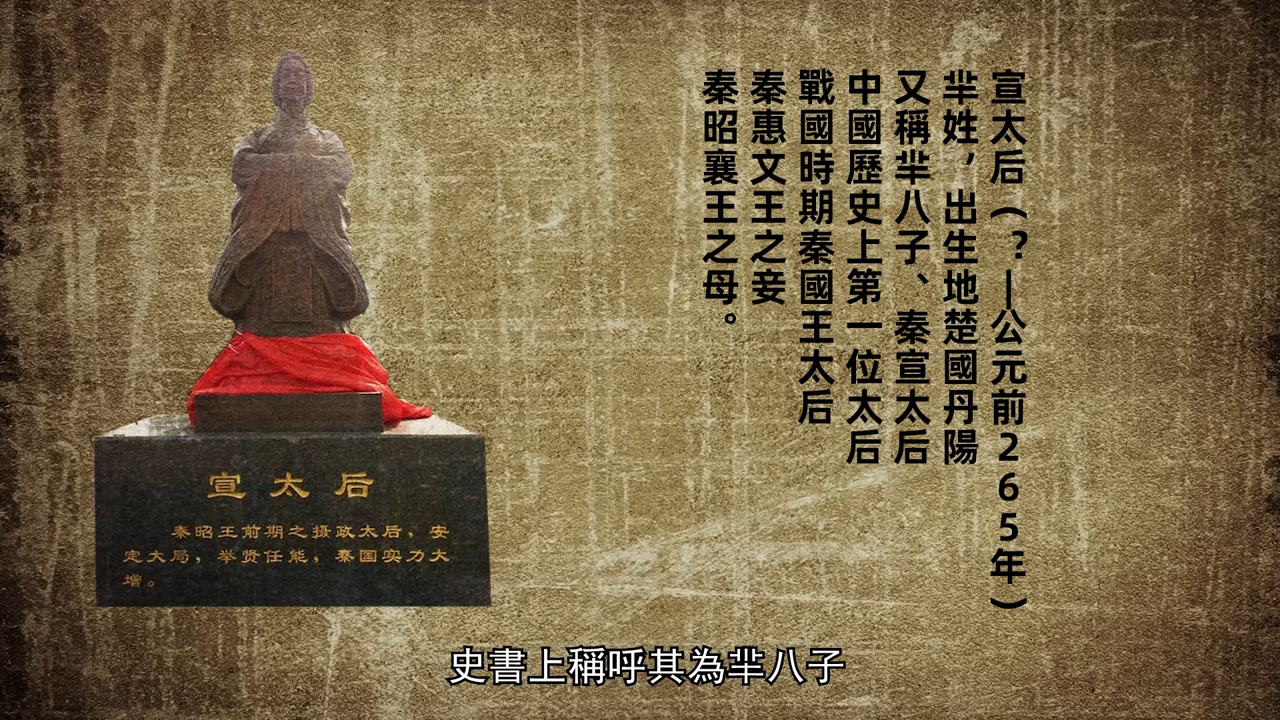 宣太后（?—公元前265年）
羋姓，出生地楚國丹陽
又稱羋八子、秦宣太后
中國歷史上第一位太后
戰國時期秦國王太后
秦惠文王之妾
秦昭襄王之母。
宣太后
秦昭王前期之摄政太后，安
定大局，举贤任能，秦国实力大
增。
史書上稱呼其為羋八子